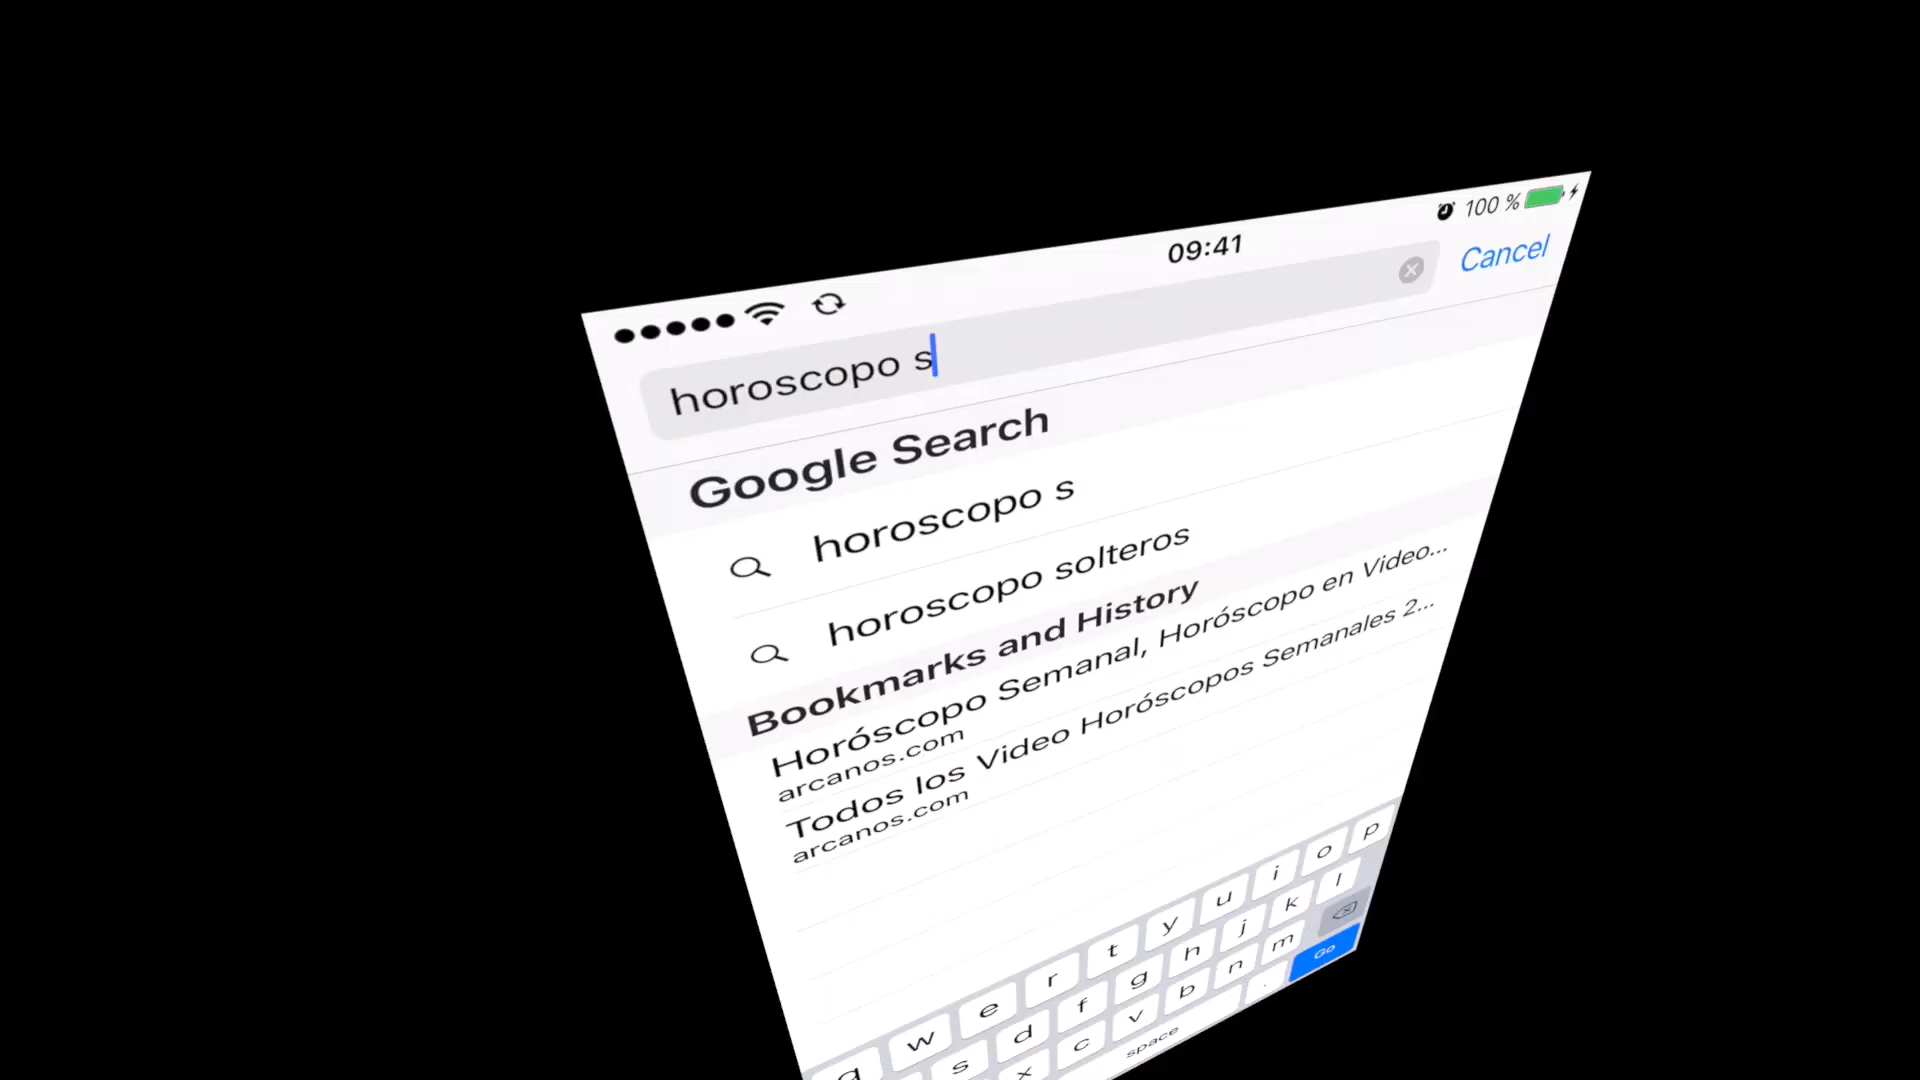 09:41
100 %
horoscopo s
Cancel
Google Search
horoscopo s
horoscopo solteros
Bookmarks and History
Horóscopo Semanal, Horóscopo en Video...
arcanos.com
Todos los Video Horóscopos Semanales 2...
arcanos.com
q w e r t y u i o p
s d f g h j k l
x c v b n m
space . Go